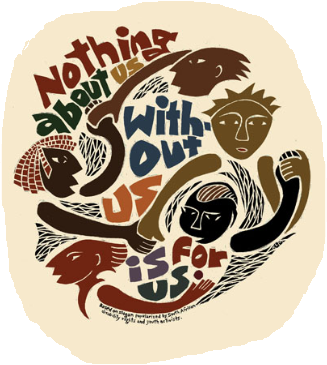 Nothing
about us
with-
out
us
is for
us!
Based on slogan popularized by South African
disability rights and youth activists.